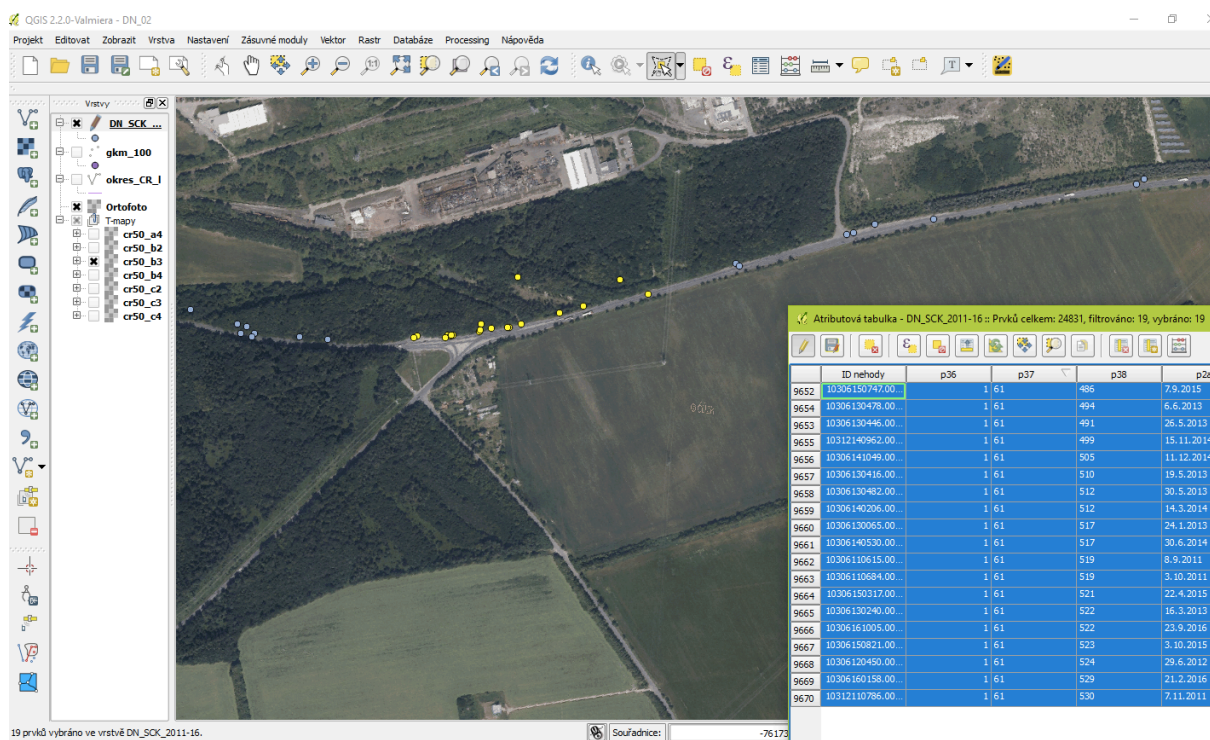 QGIS 2.2.0-Valmiera - DN_02
Projekt Editovat Zobrazit Vrstva Nastavení Zásuvné moduly Vektor Rastr Databáze Processing Nápověda
Vrstvy
DN_SCK ...
gkm_100
okres_CR_l
Ortofoto
T-mapy
cr50_a4
cr50_b2
cr50_b3
cr50_b4
cr50_c2
cr50_c3
cr50_c4
Atributová tabulka - DN_SCK_2011-16 :: Prvků celkem: 24831, filtrováno: 19, vybráno: 19
ID nehody p36 p37 p38 p2a
9652 10306150747.00... 1 61 486 7.9.2015
9654 10306130478.00... 1 61 494 6.6.2013
9653 10306130446.00... 1 61 491 26.5.2013
9655 10312140962.00... 1 61 499 15.11.2014
9656 10306141049.00... 1 61 505 11.12.2014
9657 10306130416.00... 1 61 510 19.5.2013
9658 10306130482.00... 1 61 512 30.5.2013
9659 10306140206.00... 1 61 512 14.3.2014
9660 10306130065.00... 1 61 517 24.1.2013
9661 10306140530.00... 1 61 517 30.6.2014
9662 10306110615.00... 1 61 519 8.9.2011
9663 10306110684.00... 1 61 519 3.10.2011
9664 10306150317.00... 1 61 521 22.4.2015
9665 10306130240.00... 1 61 522 16.3.2013
9666 10306161005.00... 1 61 522 23.9.2016
9667 10306150821.00... 1 61 523 3.10.2015
9668 10306120450.00... 1 61 524 29.6.2012
9669 10306160158.00... 1 61 529 21.2.2016
9670 10312110786.00... 1 61 530 7.11.2011
19 prvků vybráno ve vrstvě DN_SCK_2011-16.
Souřadnice: -76173